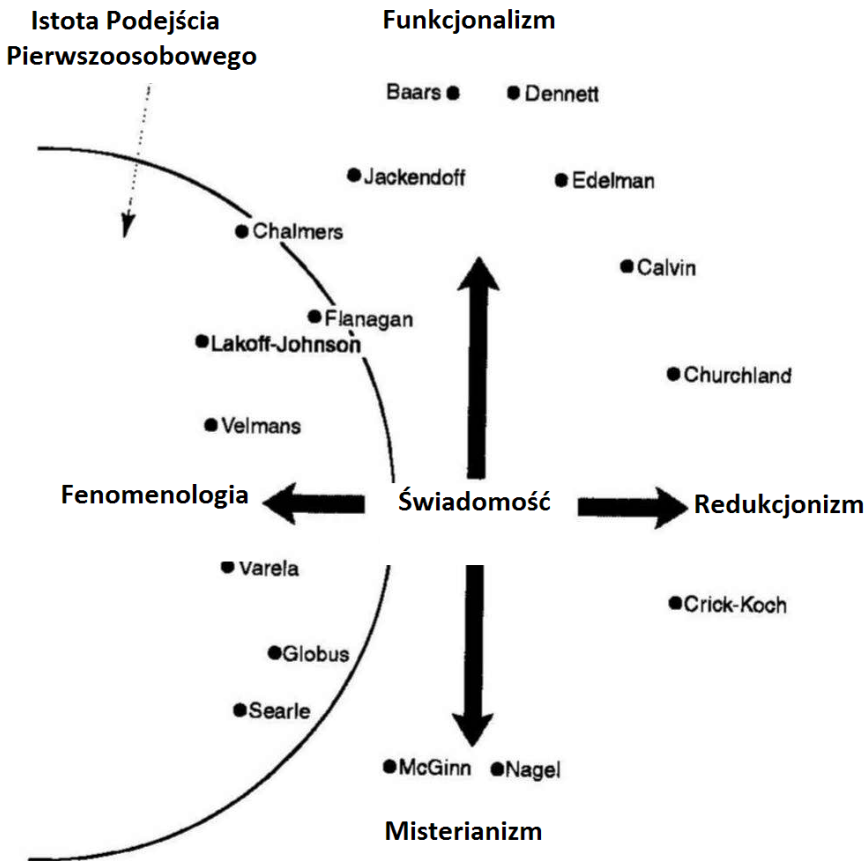 Istota Podejścia
Pierwszoosobowego
Funkcjonalizm
Baars
Dennett
Jackendoff
Edelman
Chalmers
Calvin
Flanagan
Lakoff-Johnson
Churchland
Velmans
Fenomenologia
Świadomość
Redukcjonizm
Varela
Crick-Koch
Globus
Searle
McGinn
Nagel
Misterianizm